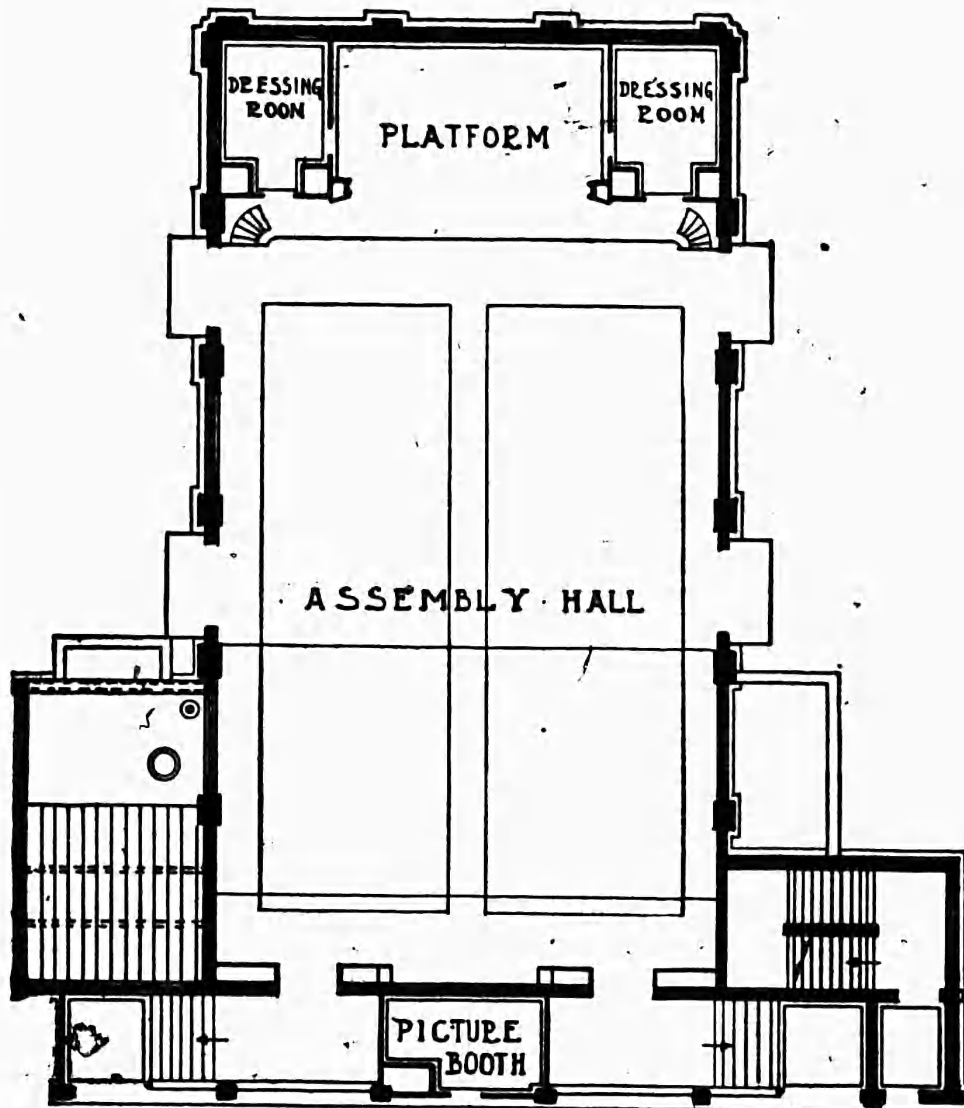 DRESSING
ROOM
PLATFORM
DRESSING
ROOM
ASSEMBLY HALL
PICTURE
BOOTH